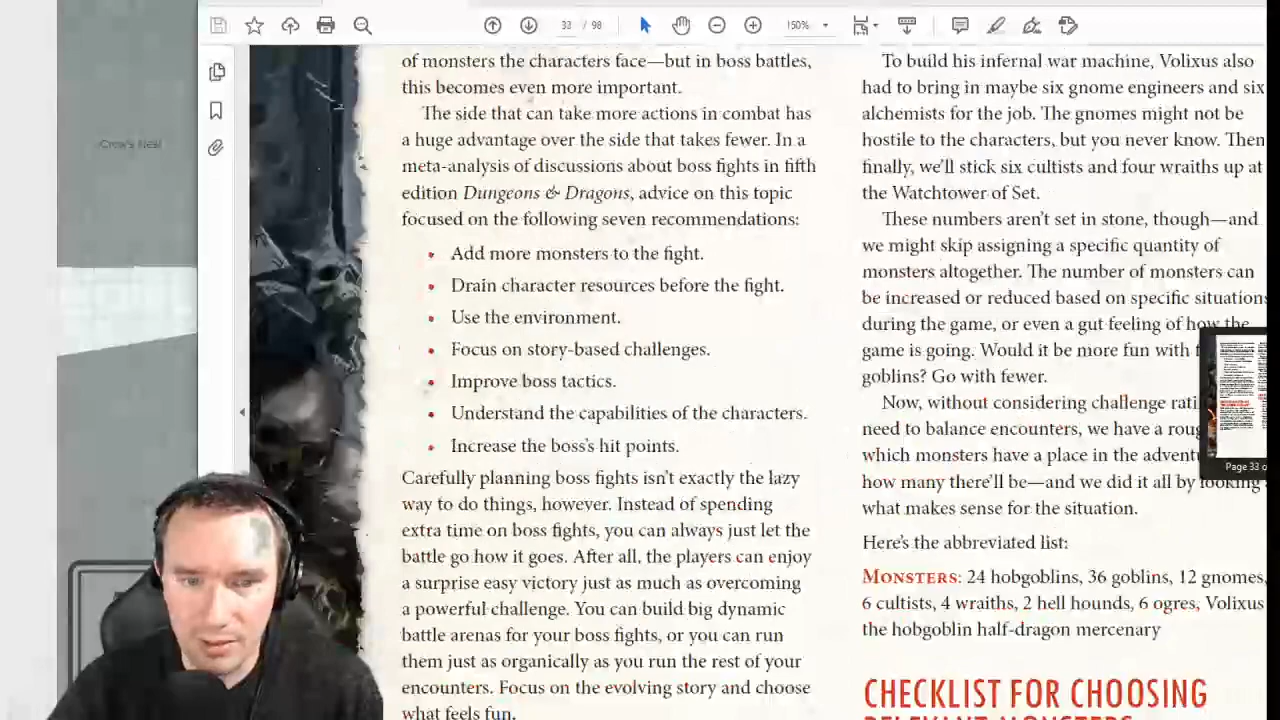 33 / 98
150%
Crow's Nest
of monsters the characters face—but in boss battles,
this becomes even more important.
The side that can take more actions in combat has
a huge advantage over the side that takes fewer. In a
meta-analysis of discussions about boss fights in fifth
edition Dungeons & Dragons, advice on this topic
focused on the following seven recommendations:
• Add more monsters to the fight.
• Drain character resources before the fight.
• Use the environment.
• Focus on story-based challenges.
• Improve boss tactics.
• Understand the capabilities of the characters.
• Increase the boss's hit points.
Carefully planning boss fights isn't exactly the lazy
way to do things, however. Instead of spending
extra time on boss fights, you can always just let the
battle go how it goes. After all, the players can enjoy
a surprise easy victory just as much as overcoming
a powerful challenge. You can build big dynamic
battle arenas for your boss fights, or you can run
them just as organically as you run the rest of your
encounters. Focus on the evolving story and choose
what feels fun.
To build his infernal war machine, Volixus also
had to bring in maybe six gnome engineers and six
alchemists for the job. The gnomes might not be
hostile to the characters, but you never know. Then
finally, we'll stick six cultists and four wraiths up at
the Watchtower of Set.
These numbers aren't set in stone, though—and
we might skip assigning a specific quantity of
monsters altogether. The number of monsters can
be increased or reduced based on specific situations
during the game, or even a gut feeling of how the
game is going. Would it be more fun with
goblins? Go with fewer.
Now, without considering challenge rati
need to balance encounters, we have a roug
which monsters have a place in the advent
how many there'll be—and we did it all by looking
what makes sense for the situation.
Here's the abbreviated list:
MONSTERS: 24 hobgoblins, 36 goblins, 12 gnomes,
6 cultists, 4 wraiths, 2 hell hounds, 6 ogres, Volixus
the hobgoblin half-dragon mercenary
CHECKLIST FOR CHOOSING
RELEVANT MONSTERS
Page 33 o